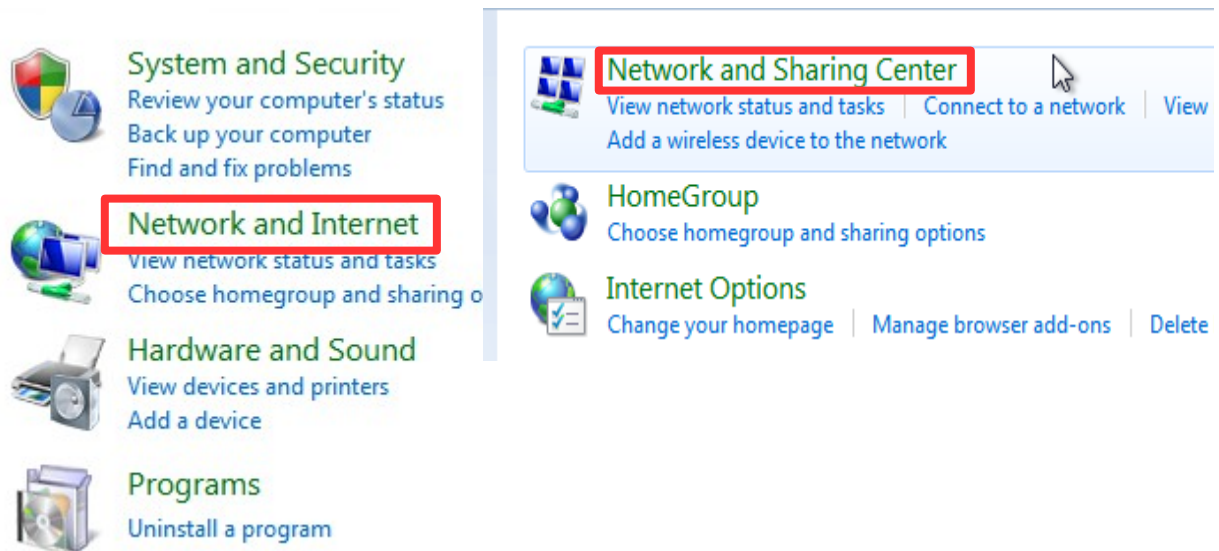 System and Security
Review your computer's status
Back up your computer
Find and fix problems
Network and Internet
View network status and tasks
Choose homegroup and sharing o
Hardware and Sound
View devices and printers
Add a device
Programs
Uninstall a program
Network and Sharing Center
View network status and tasks Connect to a network View
Add a wireless device to the network
HomeGroup
Choose homegroup and sharing options
Internet Options
Change your homepage Manage browser add-ons Delete